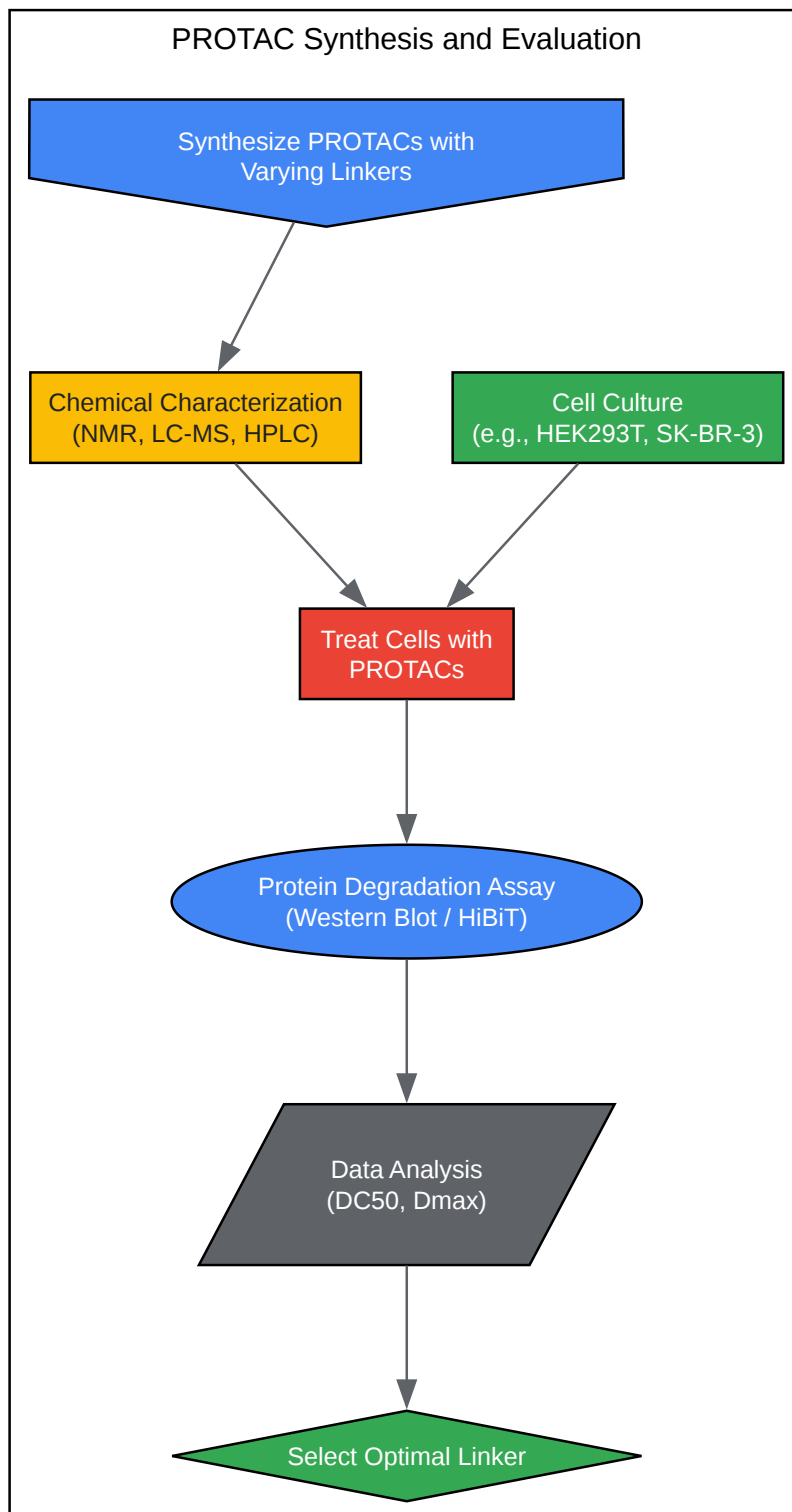 PROTAC Synthesis and Evaluation
Synthesize PROTACs with
Varying Linkers
Chemical Characterization
(NMR, LC-MS, HPLC)
Cell Culture
(e.g., HEK293T, SK-BR-3)
Treat Cells with
PROTACs
Protein Degradation Assay
(Western Blot / HiBiT)
Data Analysis
(DC50, Dmax)
Select Optimal Linker